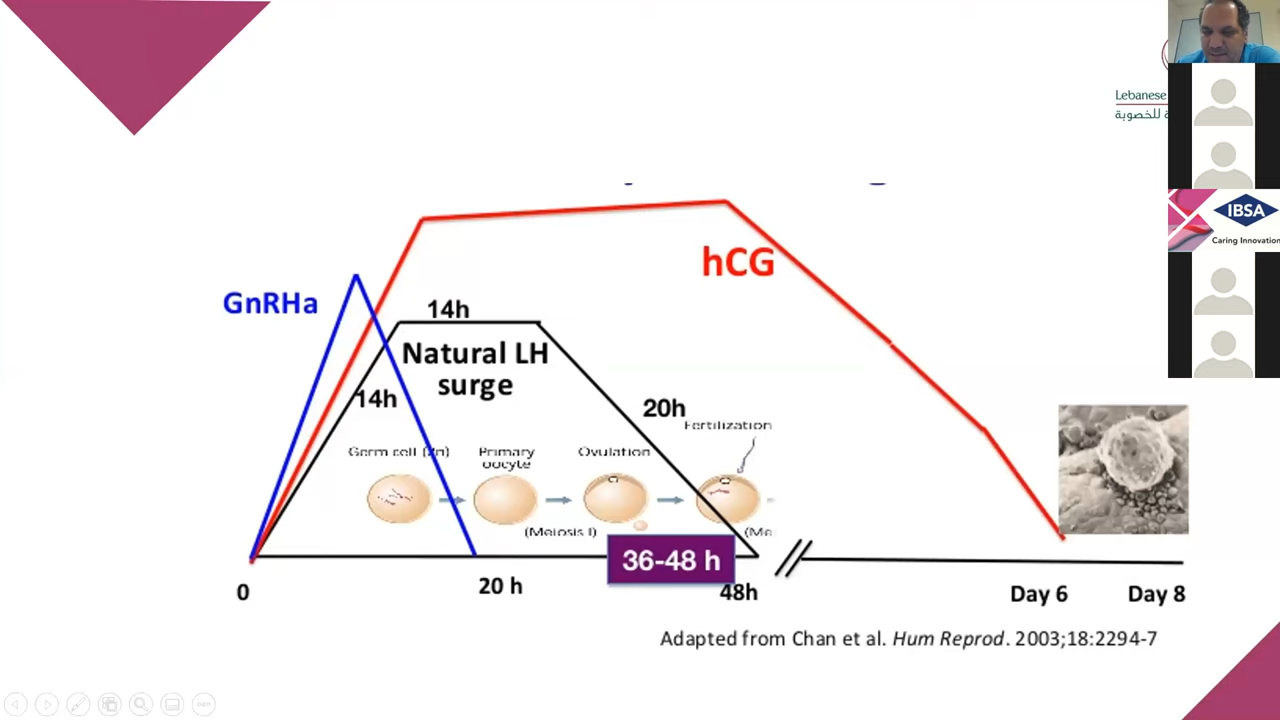 Lebanese
ة للخصوبة
IBSA
Caring Innovation
hCG
GnRHa
14h
Natural LH
surge
14h
20h
Fertilization
Germ cell (2n)
Primary
oocyte
Ovulation
(Meiosis I)
(Me
36-48 h
0
20 h
48h
Day 6
Day 8
Adapted from Chan et al. Hum Reprod. 2003;18:2294-7